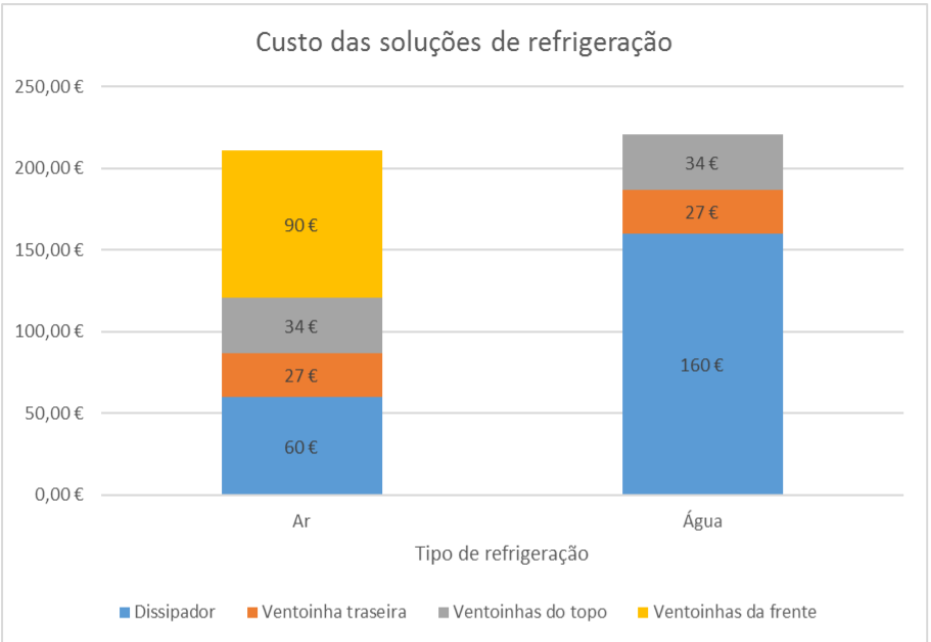 Custo das soluções de refrigeração
250,00 €
200,00 €
150,00 €
100,00 €
50,00 €
0,00 €
90 €
34 €
27 €
60 €
34 €
27 €
160 €
Ar
Água
Tipo de refrigeração
Dissipador
Ventoinha traseira
Ventoinhas do topo
Ventoinhas da frente